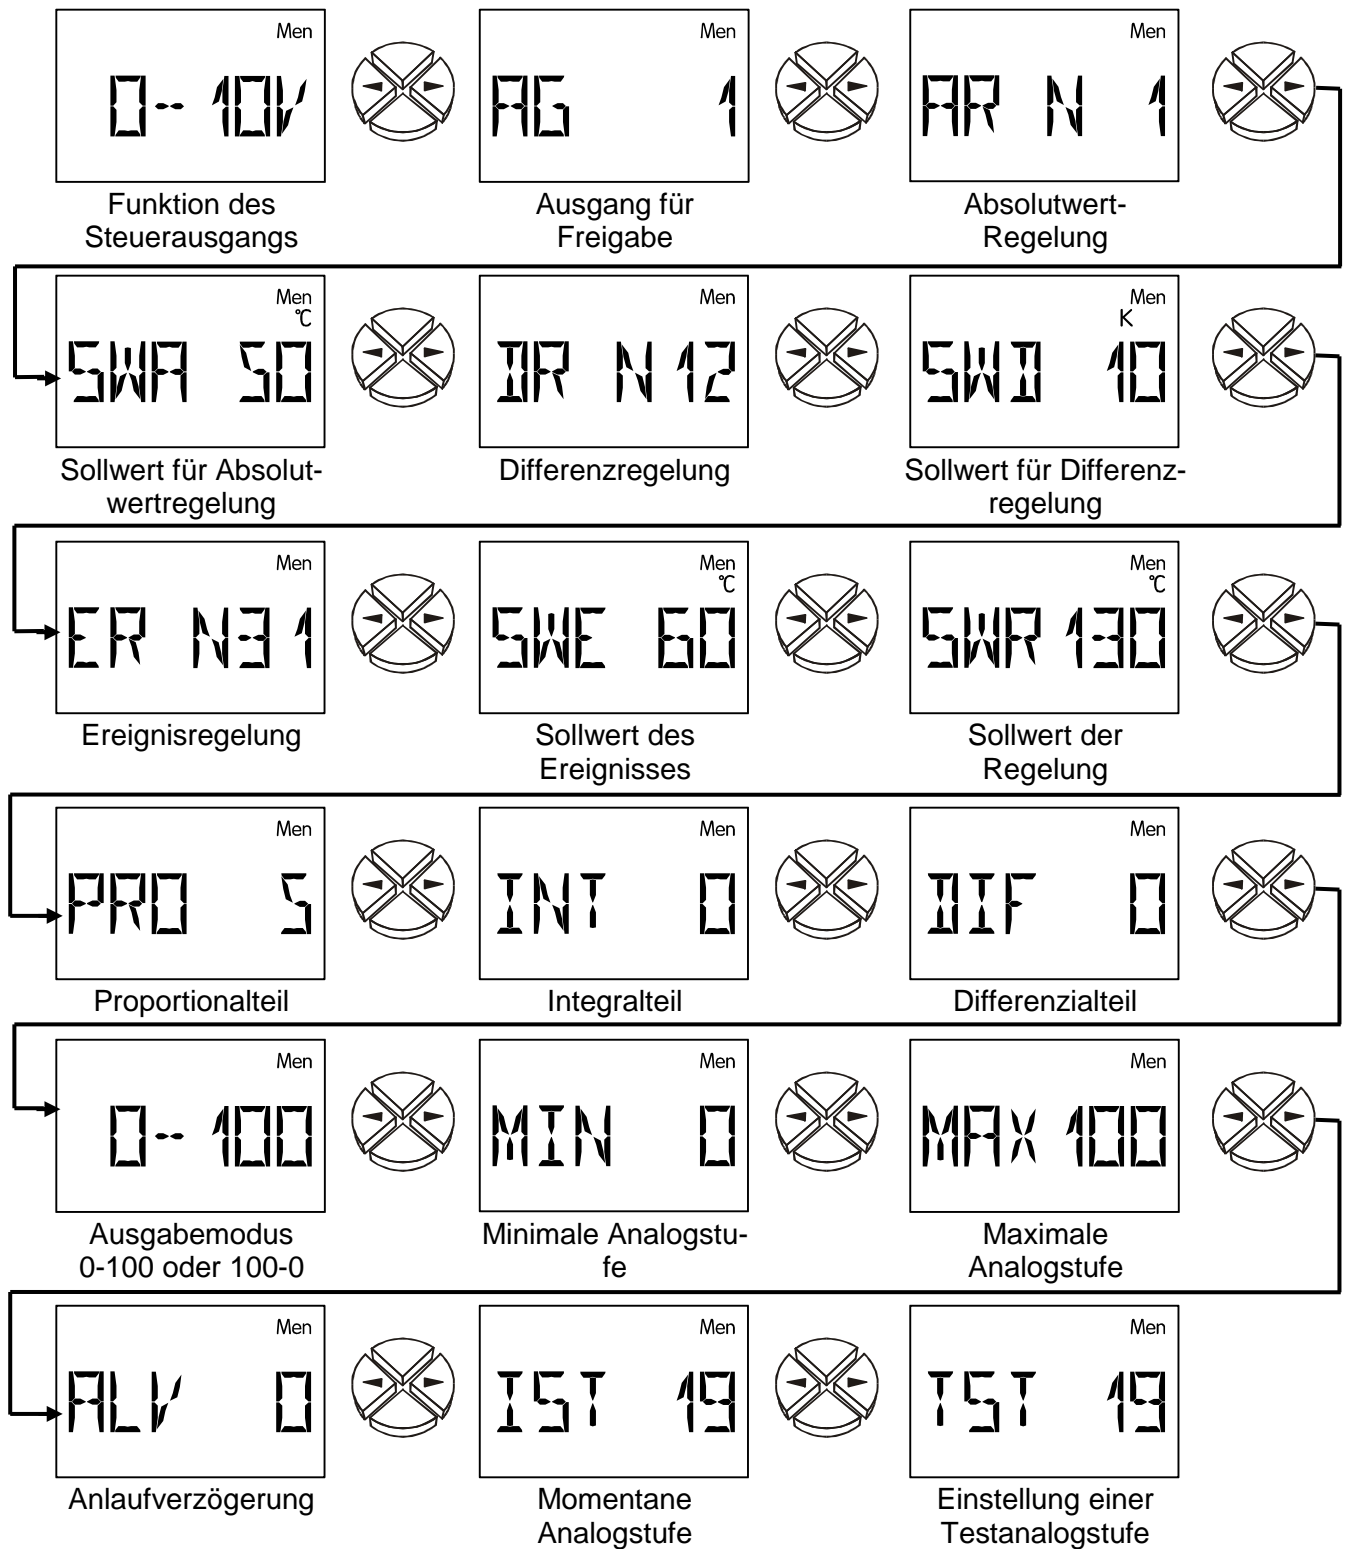 Men
0-10V
Funktion des
Steuerausgangs
Men
AG 1
Ausgang für
Freigabe
Men
AR N 1
Absolutwert-
Regelung
Men
°C
SWA 50
Sollwert für Absolut-
wertregelung
Men
DR N12
Differenzregelung
Men
K
SWD 10
Sollwert für Differenz-
regelung
Men
ER N31
Ereignisregelung
Men
°C
SWE 60
Sollwert des
Ereignisses
Men
°C
SWR130
Sollwert der
Regelung
Men
PRO 5
Proportionalteil
Men
INT 0
Integralteil
Men
DIF 0
Differenzialteil
Men
0-100
Ausgabemodus
0-100 oder 100-0
Men
MIN 0
Minimale Analogstu-
fe
Men
MAX 100
Maximale
Analogstufe
Men
ALV 0
Anlaufverzögerung
Men
IST 19
Momentane
Analogstufe
Men
TST 19
Einstellung einer
Testanalogstufe